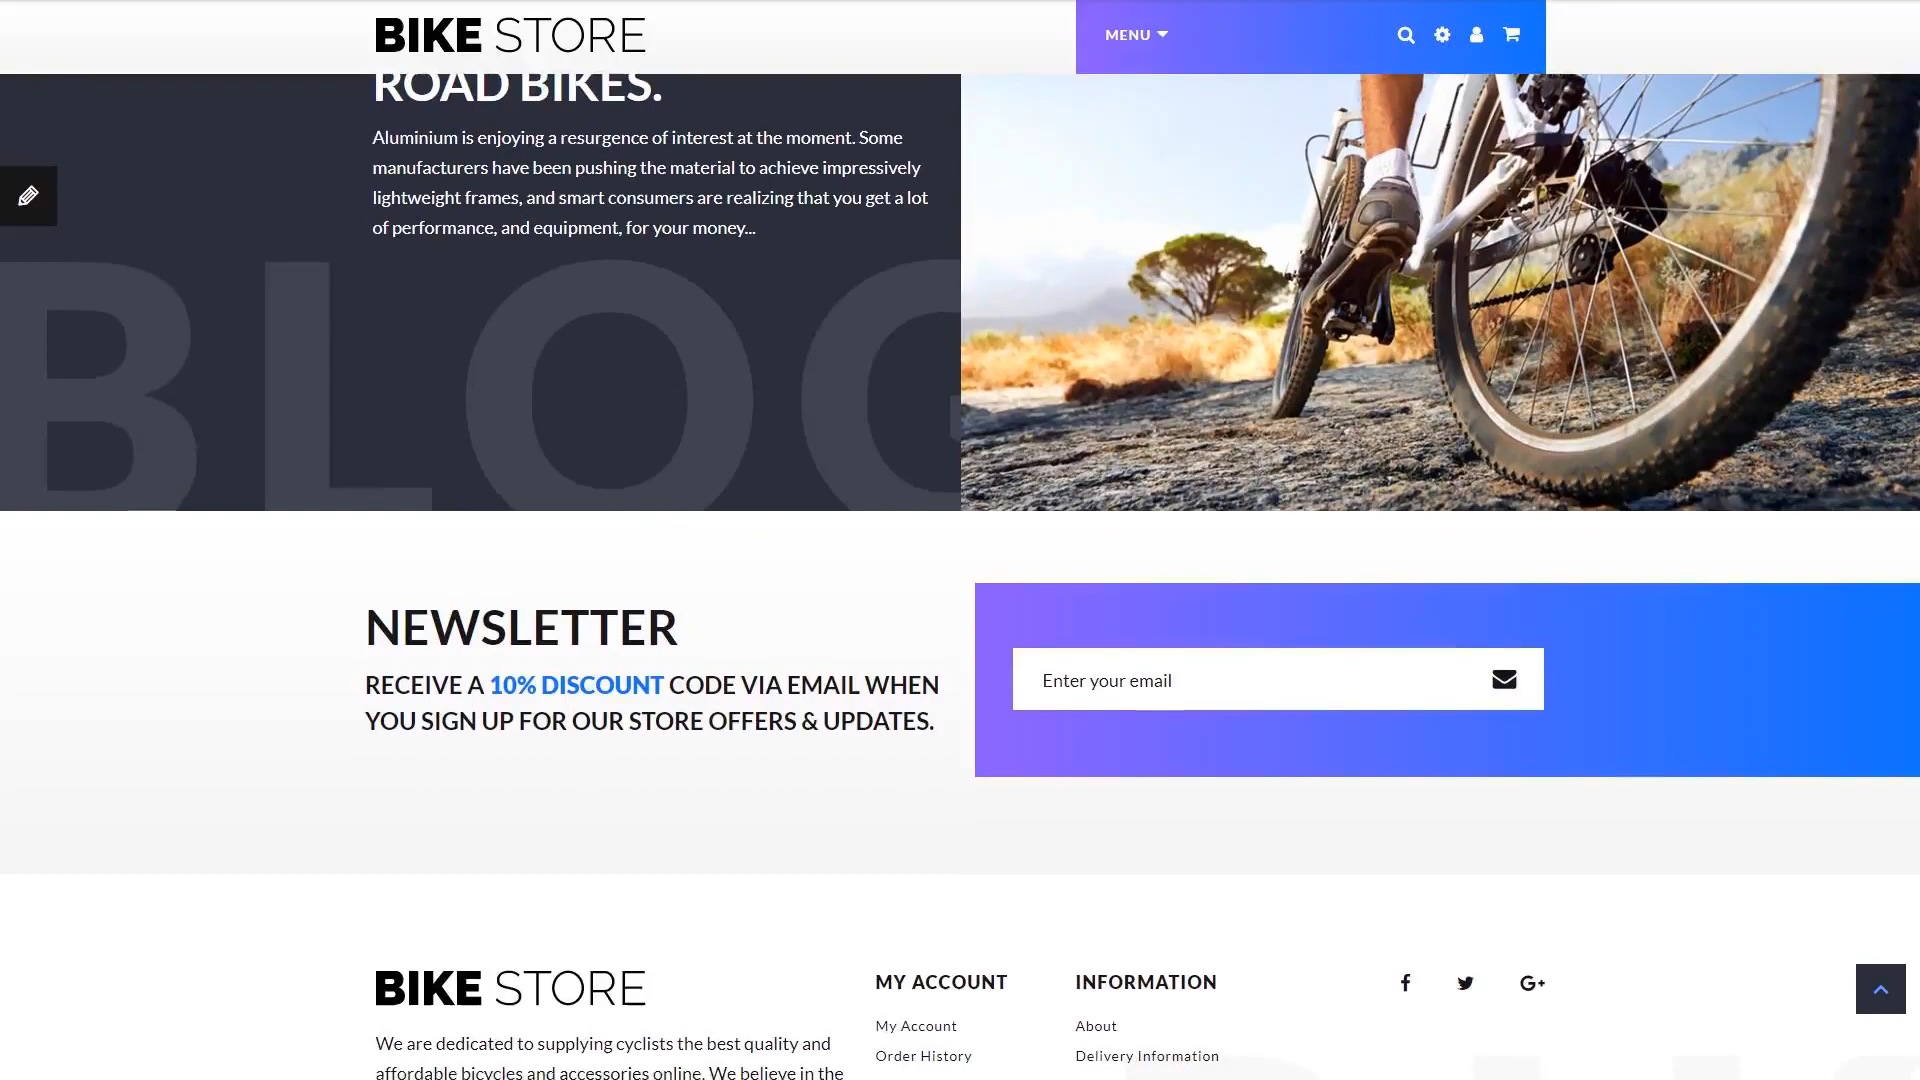 BIKE STORE
MENU
ROAD BIKES.
Aluminium is enjoying a resurgence of interest at the moment. Some
manufacturers have been pushing the material to achieve impressively
lightweight frames, and smart consumers are realizing that you get a lot
of performance, and equipment, for your money...
BLOG
NEWSLETTER
RECEIVE A 10% DISCOUNT CODE VIA EMAIL WHEN
YOU SIGN UP FOR OUR STORE OFFERS & UPDATES.
Enter your email
BIKE STORE
We are dedicated to supplying cyclists the best quality and
affordable bicycles and accessories online. We believe in the
MY ACCOUNT
My Account
Order History
INFORMATION
About
Delivery Information